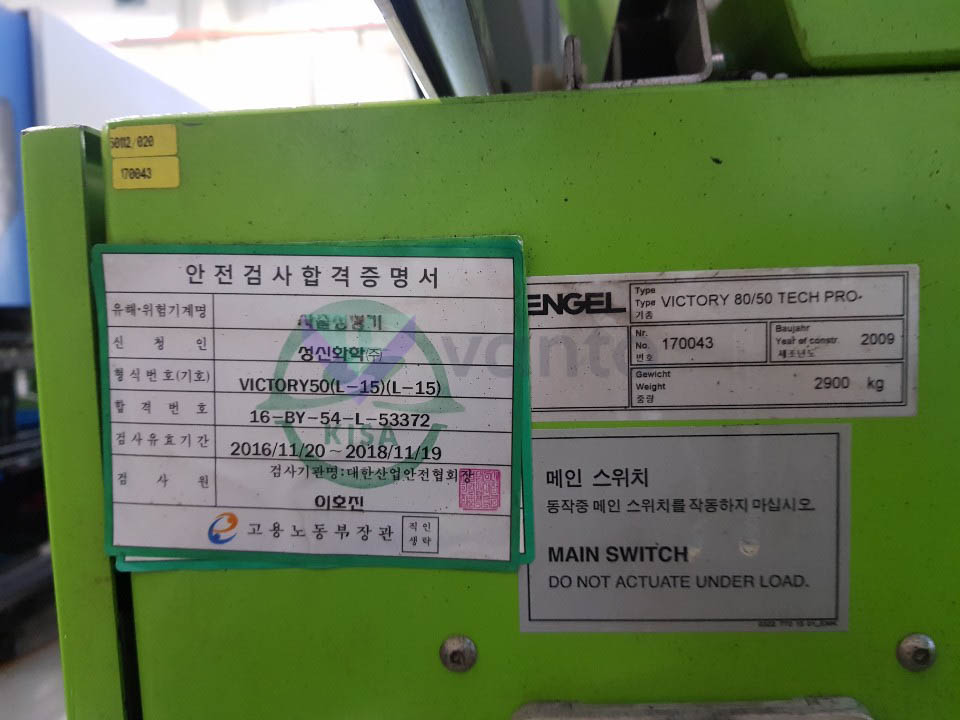 170043
안전검사합격증명서
유해·위험기계명
신청인 성신화학(주)
형식번호(기호) VICTORY50(L-15)(L-15)
합격번호 16-BY-54-L-53372
검사유효기간 2016/11/20 ~ 2018/11/19
검사원 검사기관명:대한산업안전협회장
이호진
고용노동부장관 직인
생략
KISA
ENGEL
Type
Type VICTORY 80/50 TECH PRO-
기종
Nr.
No. 170043
번호
Baujahr
Year of constr. 2009
제조년도
Gewicht
Weight 2900 kg
중량
메인 스위치
동작중 메인 스위치를 작동하지 마십시오.
MAIN SWITCH
DO NOT ACTUATE UNDER LOAD.